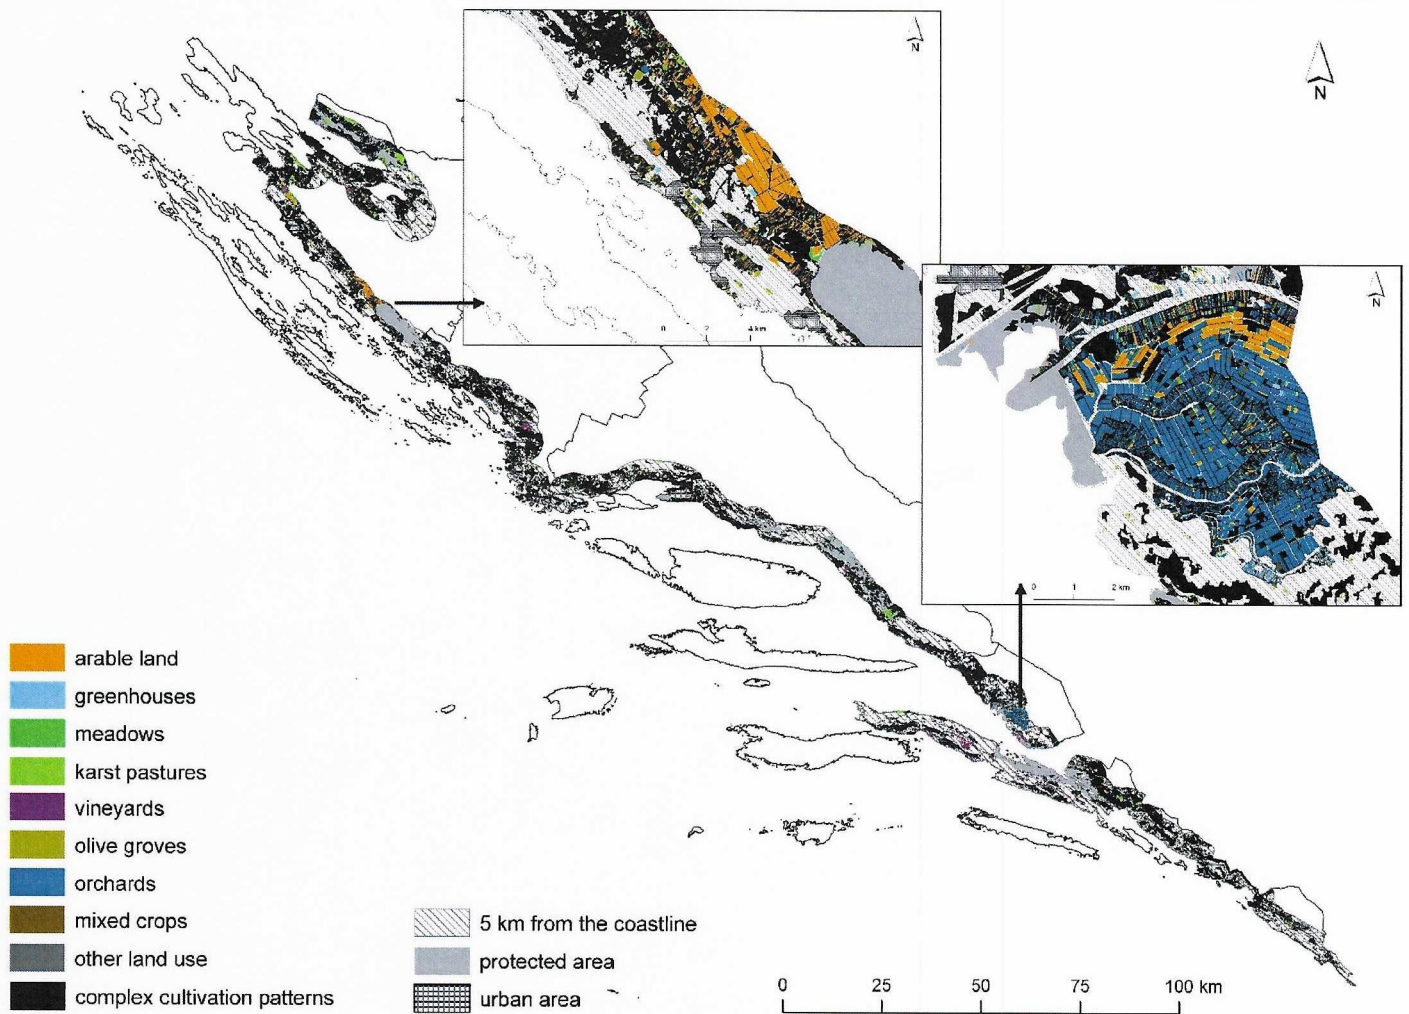 N
N
0 2 4 km
N
0 1 2 km
arable land
greenhouses
meadows
karst pastures
vineyards
olive groves
orchards
mixed crops
other land use
complex cultivation patterns
5 km from the coastline
protected area
urban area
0 25 50 75 100 km